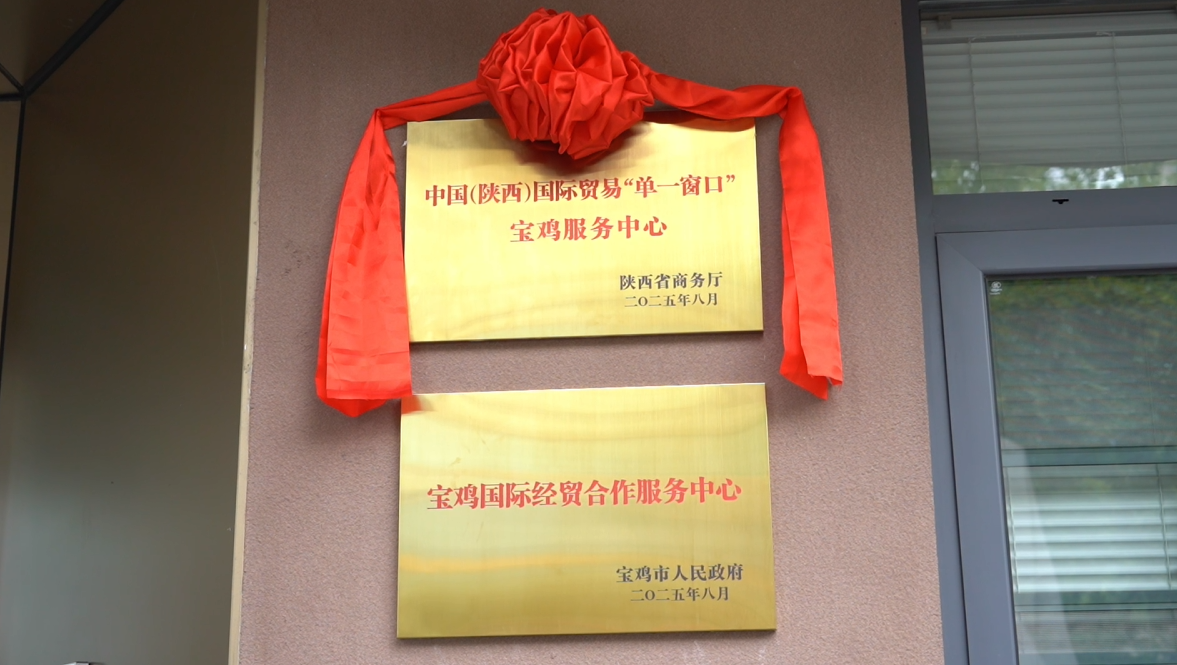 中国(陕西)国际贸易“单一窗口”
宝鸡服务中心
陕西省商务厅
二〇二五年八月
宝鸡国际经贸合作服务中心
宝鸡市人民政府
二〇二五年八月